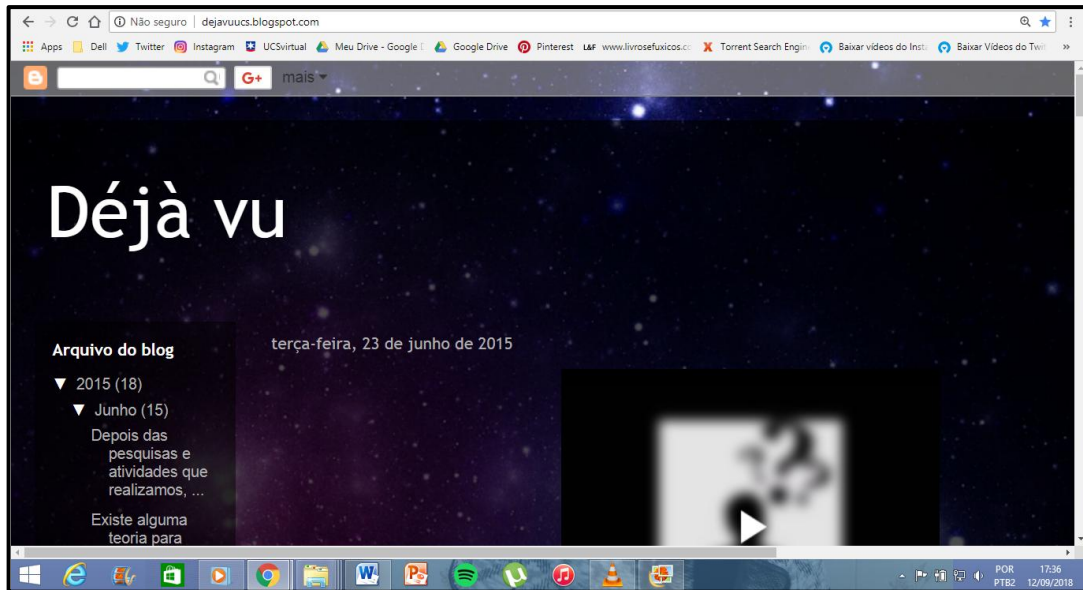 Não seguro | dejavuucs.blogspot.com
Apps Dell Twitter Instagram UCSvirtual Meu Drive - Google Google Drive Pinterest L&F www.livrosefuxicos.co Torrent Search Engin Baixar vídeos do Inst Baixar Vídeos do Twi »
G+ mais
Déjà vu
Arquivo do blog
terça-feira, 23 de junho de 2015
▼ 2015 (18)
▼ Junho (15)
Depois das
pesquisas e
atividades que
realizamos, ...
Existe alguma
teoria para
POR 17:36
PTB2 12/09/2018